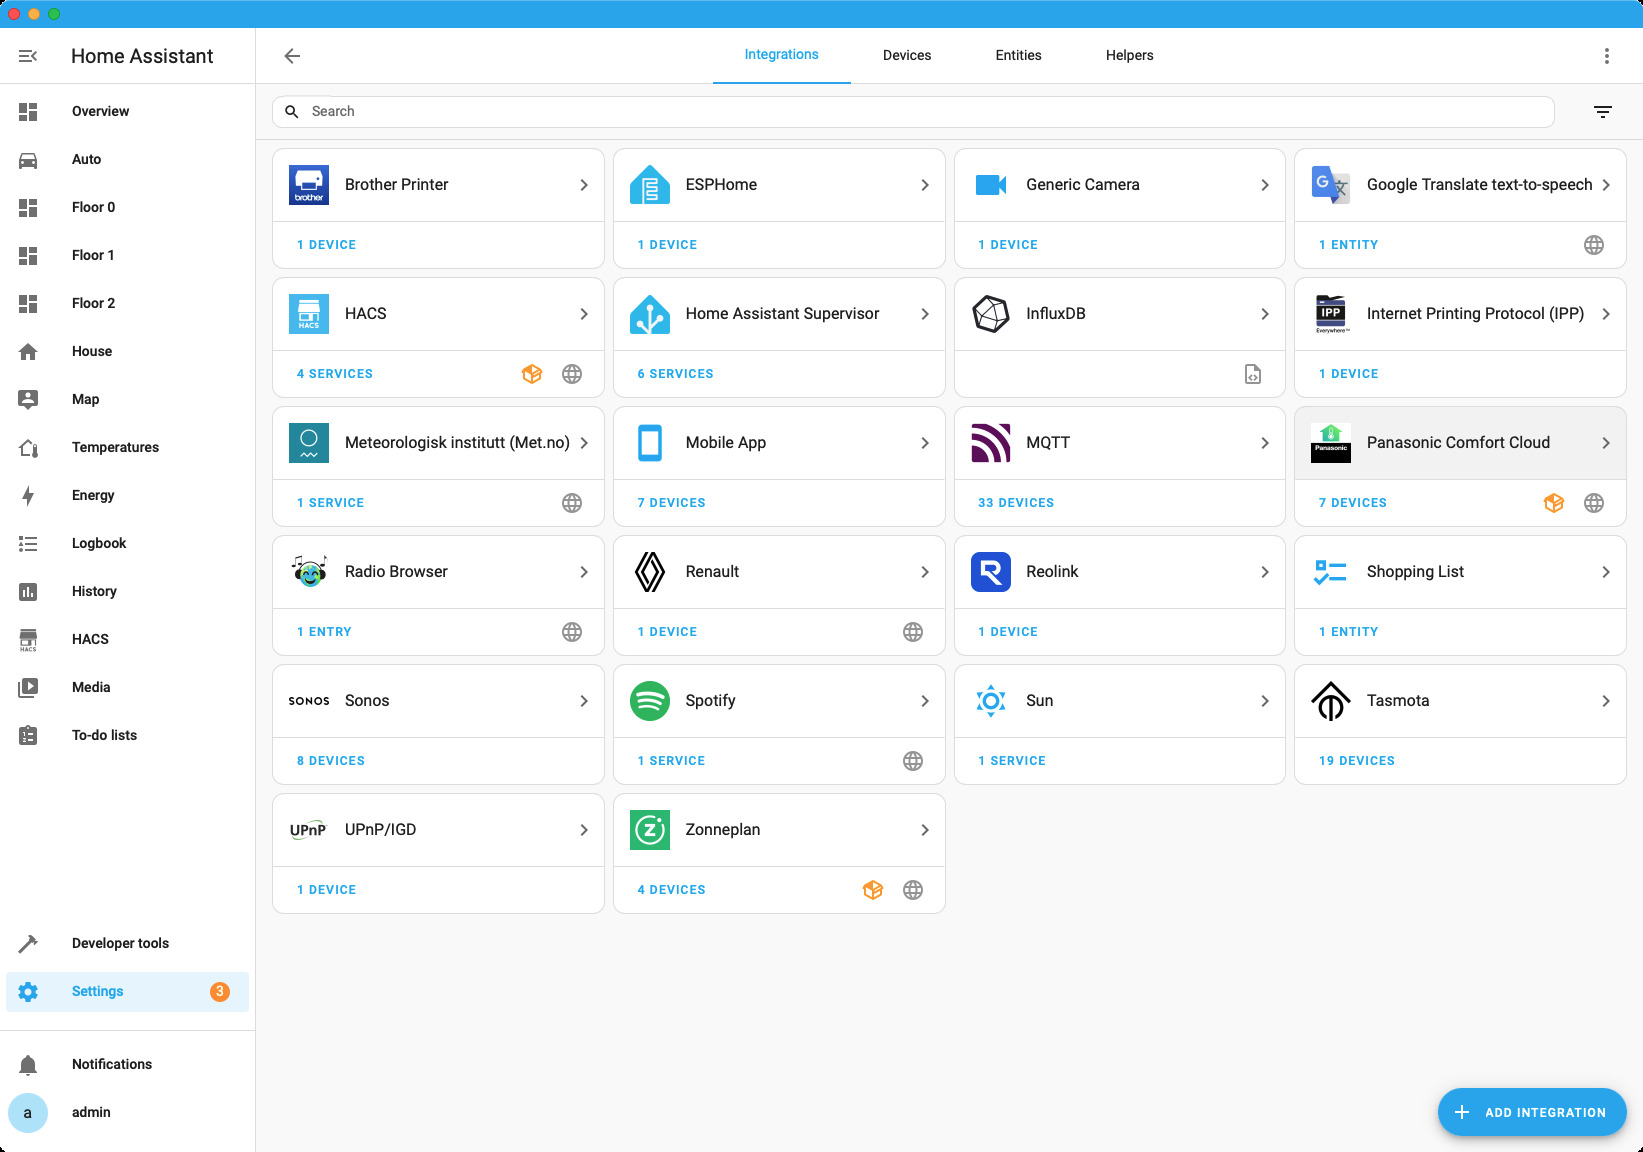 Home Assistant
Integrations
Devices
Entities
Helpers
Search
Overview
Auto
Floor 0
Floor 1
Floor 2
House
Map
Temperatures
Energy
Logbook
History
HACS
HACS
Media
To-do lists
Developer tools
Settings
3
Notifications
a
admin
brother
Brother Printer
1 DEVICE
ESPHome
1 DEVICE
Generic Camera
1 DEVICE
G
文
Google Translate text-to-speech
1 ENTITY
HACS
HACS
4 SERVICES
Home Assistant Supervisor
6 SERVICES
InfluxDB
IPP
Everywhere™
Internet Printing Protocol (IPP)
1 DEVICE
Meteorologisk institutt (Met.no)
1 SERVICE
Mobile App
7 DEVICES
MQTT
33 DEVICES
Panasonic
Panasonic Comfort Cloud
7 DEVICES
Radio Browser
1 ENTRY
Renault
1 DEVICE
R
Reolink
1 DEVICE
Shopping List
1 ENTITY
SONOS
Sonos
8 DEVICES
Spotify
1 SERVICE
Sun
1 SERVICE
Tasmota
19 DEVICES
UPnP
UPnP/IGD
1 DEVICE
Z
Zonneplan
4 DEVICES
ADD INTEGRATION